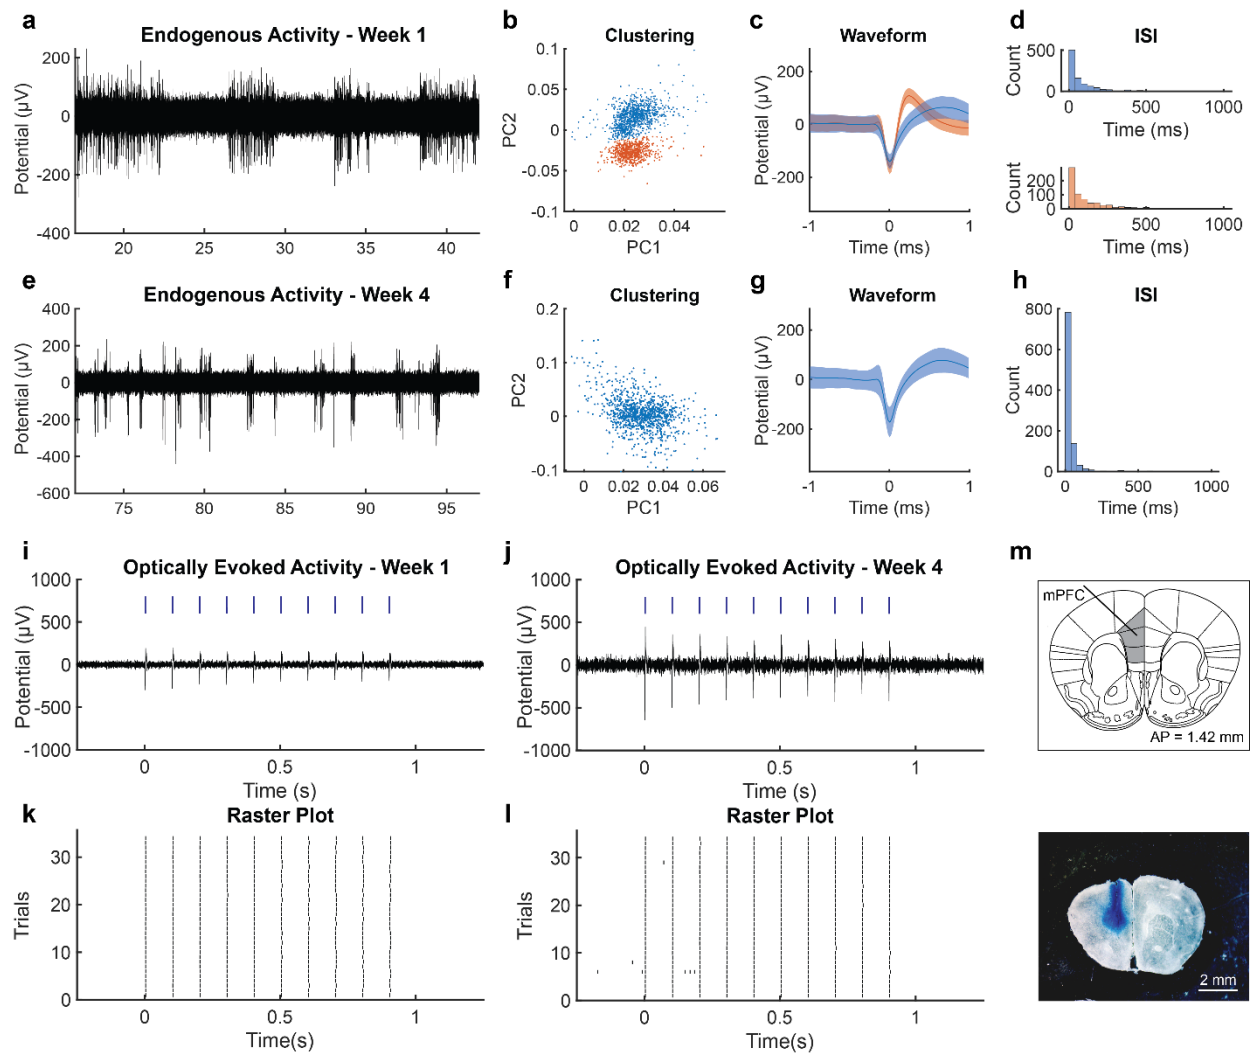 a
Endogenous Activity - Week 1
Potential (µV)
200
0
-200
-400
20
25
30
35
40
b
Clustering
PC2
0.1
0.05
0
-0.05
-0.1
0
0.02
0.04
PC1
c
Waveform
Potential (µV)
200
0
-200
-1
0
1
Time (ms)
d
ISI
Count
500
0
0
500
1000
Time (ms)
Count
200
100
0
0
500
1000
Time (ms)
e
Endogenous Activity - Week 4
Potential (µV)
400
200
0
-200
-400
-600
75
80
85
90
95
f
Clustering
PC2
0.2
0.1
0
-0.1
0
0.02
0.04
0.06
PC1
g
Waveform
Potential (µV)
200
0
-200
-1
0
1
Time (ms)
h
ISI
Count
800
600
400
200
0
0
500
1000
Time (ms)
i
Optically Evoked Activity - Week 1
Potential (µV)
1000
500
0
-500
-1000
0
0.5
1
Time (s)
j
Optically Evoked Activity - Week 4
Potential (µV)
1000
500
0
-500
-1000
0
0.5
1
Time (s)
m
mPFC
AP = 1.42 mm
k
Raster Plot
Trials
30
20
10
0
0
0.5
1
Time(s)
l
Raster Plot
Trials
30
20
10
0
0
0.5
1
Time(s)
2 mm